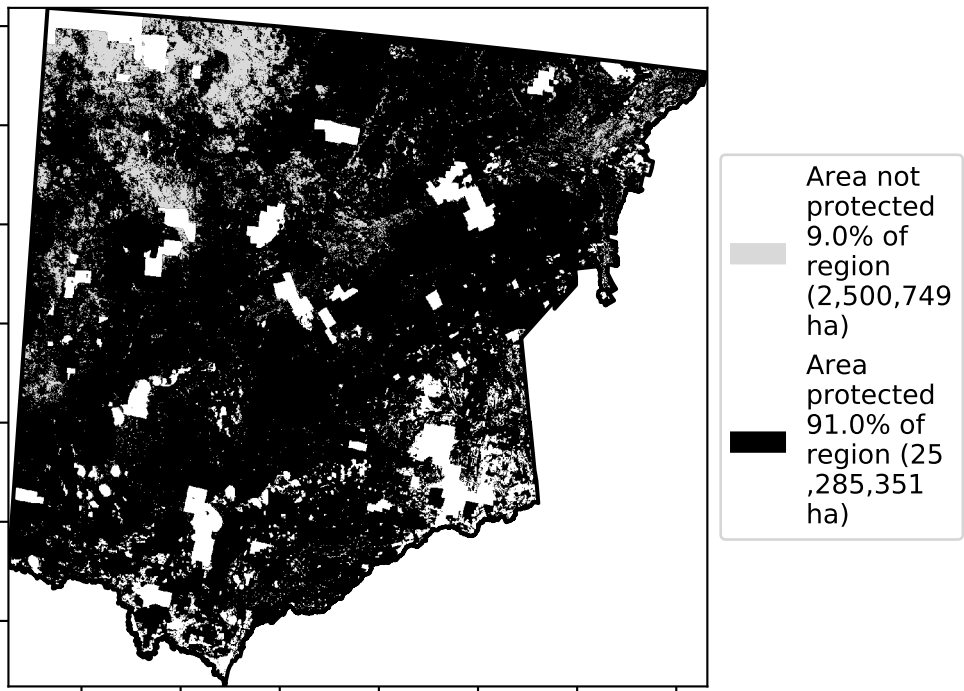 Area not
protected
9.0% of
region
(2,500,749
ha)
Area
protected
91.0% of
region (25
,285,351
ha)